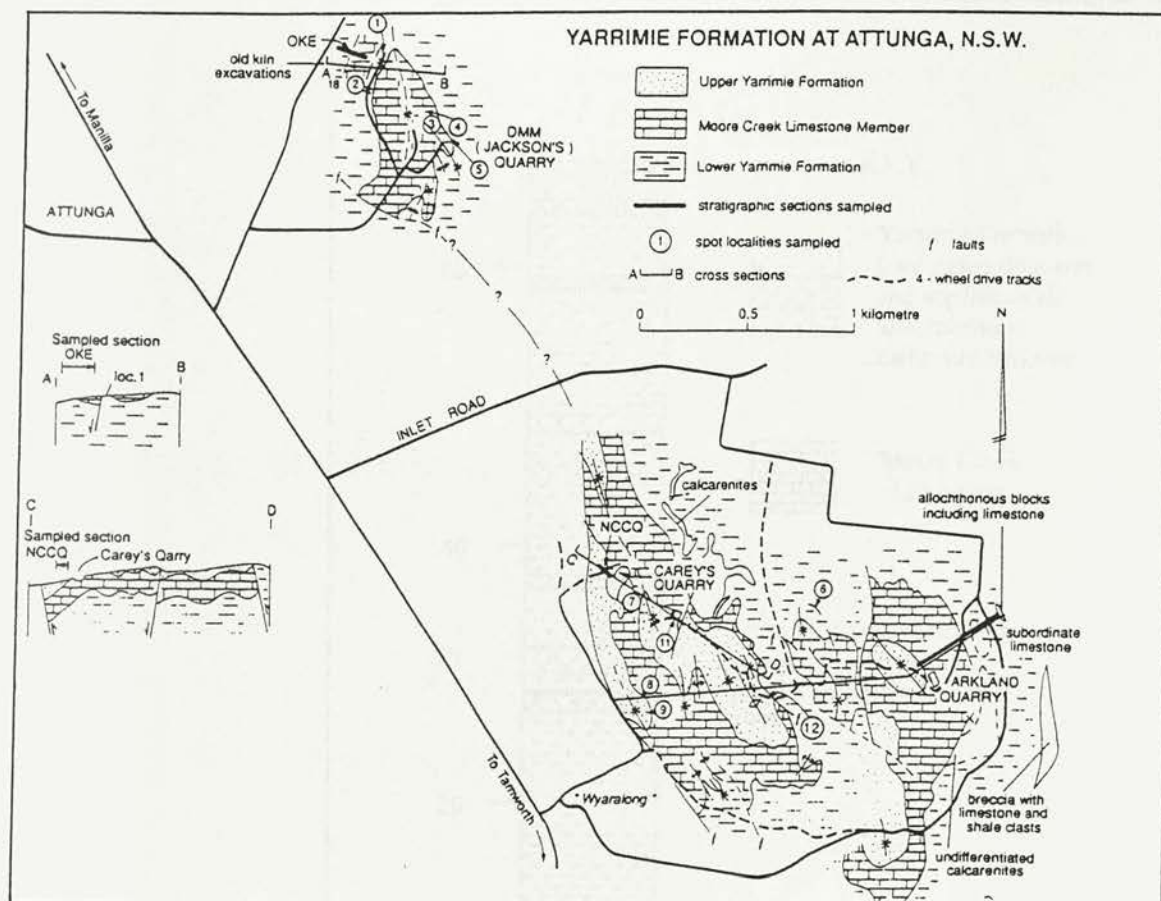 YARRIMIE FORMATION AT ATTUNGA, N.S.W.
Upper Yarrimie Formation
Moore Creek Limestone Member
Lower Yarrimie Formation
stratigraphic sections sampled
1 spot localities sampled
f faults
A B cross sections
4 - wheel drive tracks
0 0.5 1 kilometre
N
1
OKE
old kiln
excavations
A
18
B
2
3
4
5
DMM
(JACKSON'S)
QUARRY
To Manilla
ATTUNGA
f
f
?
?
?
Sampled section
OKE
A
loc.1
B
INLET ROAD
C
D
Sampled section
NCCQ
Carey's Qarry
calcarenites
NCCQ
C
CAREY'S
QUARRY
7
11
6
8
9
D
12
allochthonous blocks
including limestone
subordinate
limestone
ARKLAND
QUARRY
breccia with
limestone and
shale clasts
undifferentiated
calcarenites
To Tamworth
"Wyaralong"